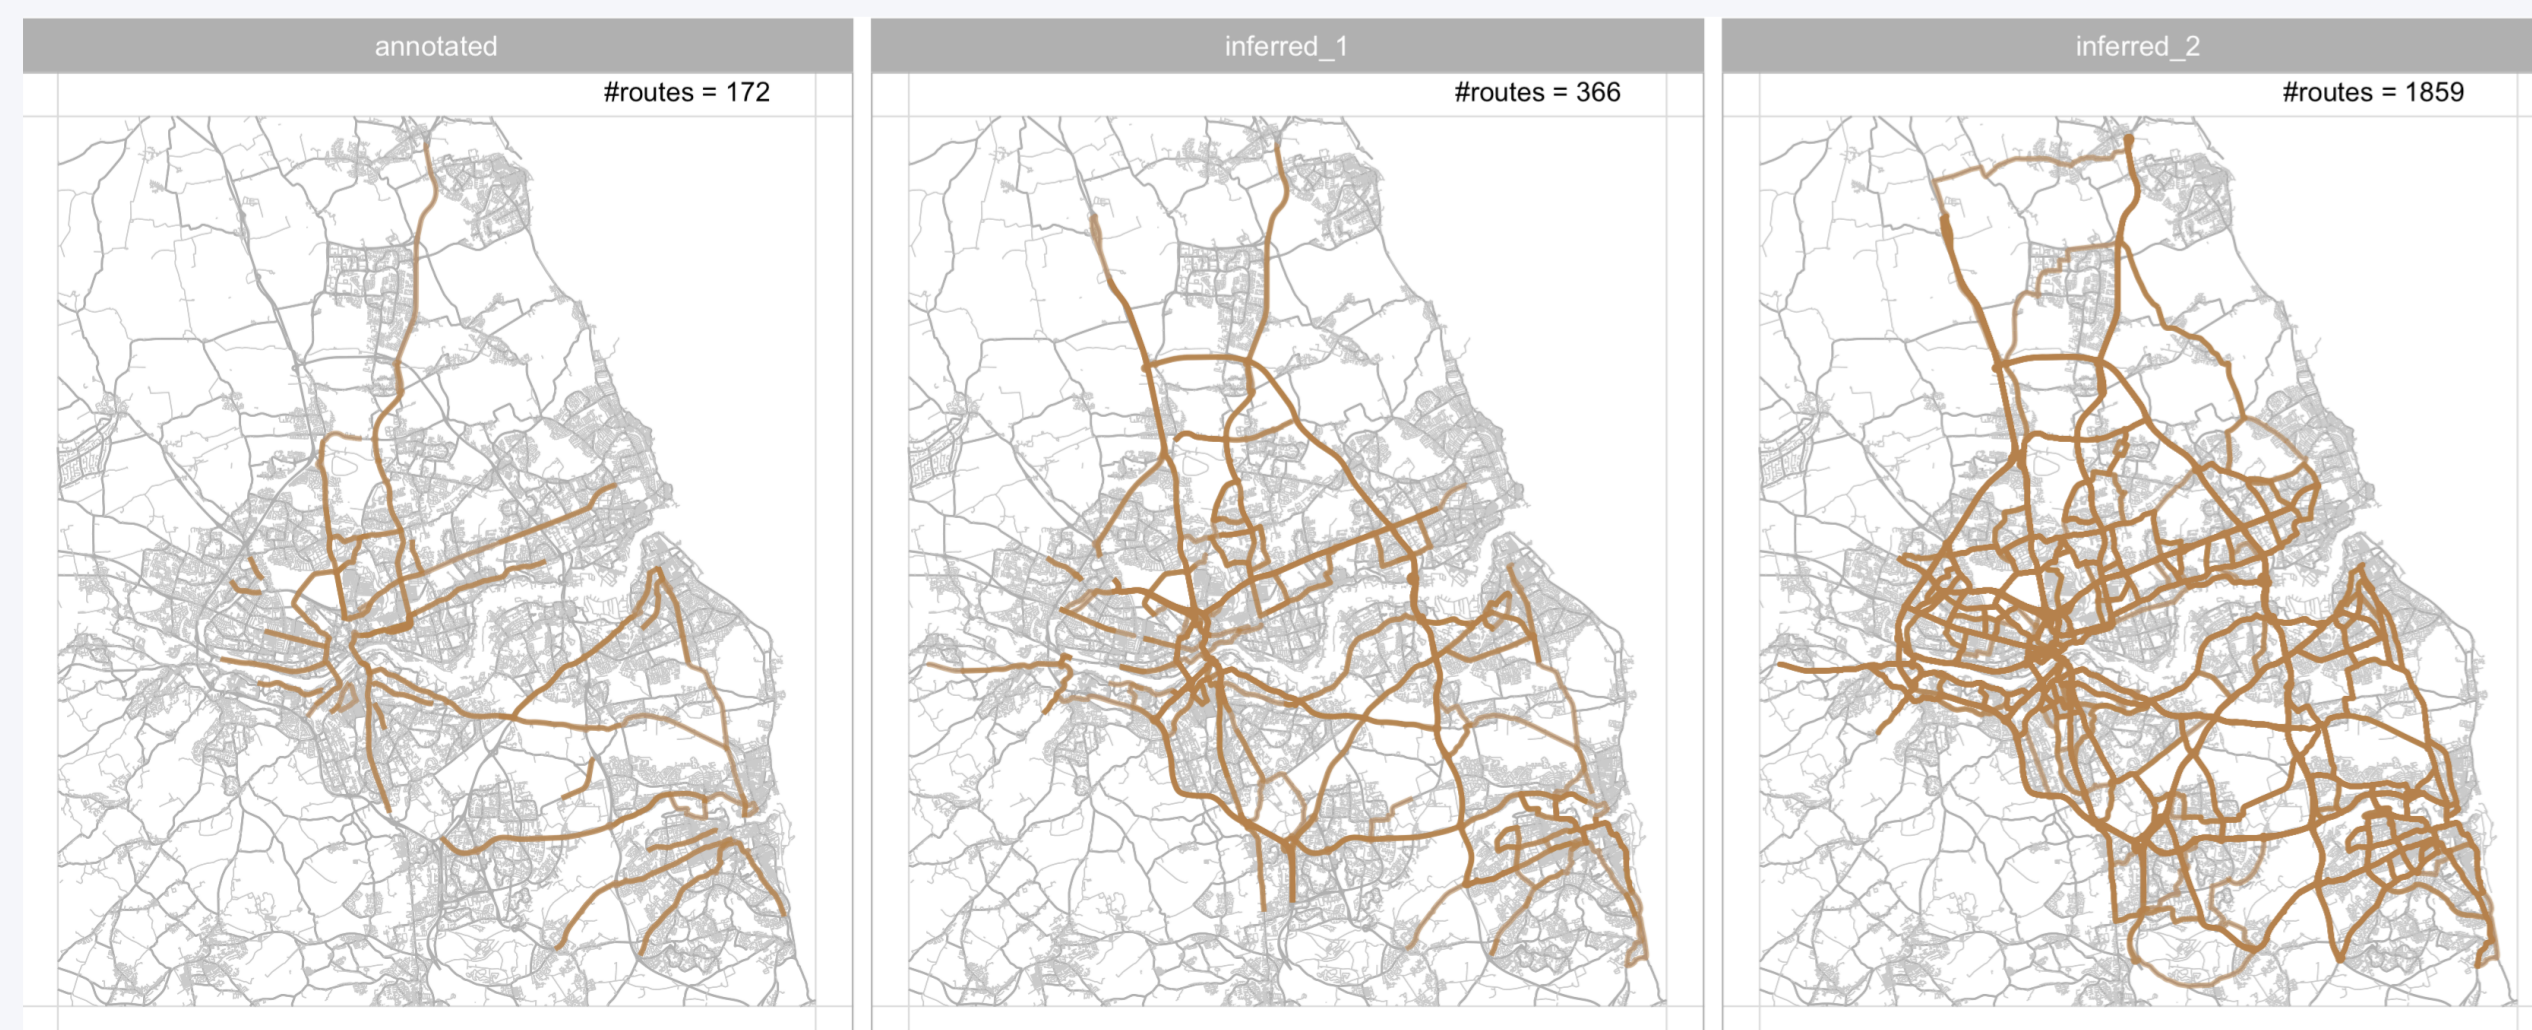 annotated
#routes = 172
inferred_1
#routes = 366
inferred_2
#routes = 1859